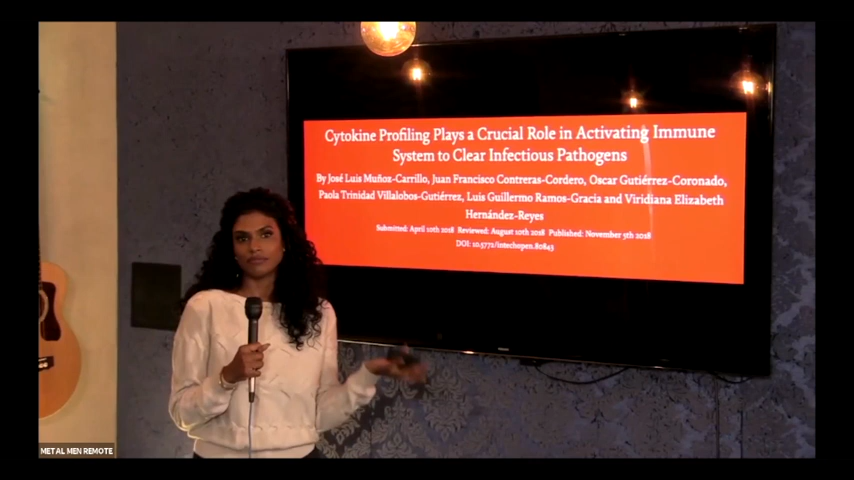 Cytokine Profiling Plays a Crucial Role in Activating Immune
System to Clear Infectious Pathogens
By José Luis Muñoz-Carrillo, Juan Francisco Contreras-Cordero, Oscar Gutiérrez-Coronado,
Paola Trinidad Villalobos-Gutiérrez, Luis Guillermo Ramos-Gracia and Viridiana Elizabeth
Hernández-Reyes
Submitted: April 10th 2018 Reviewed: August 10th 2018 Published: November 5th 2018
DOI: 10.5772/intechopen.80843
METAL MEN REMOTE